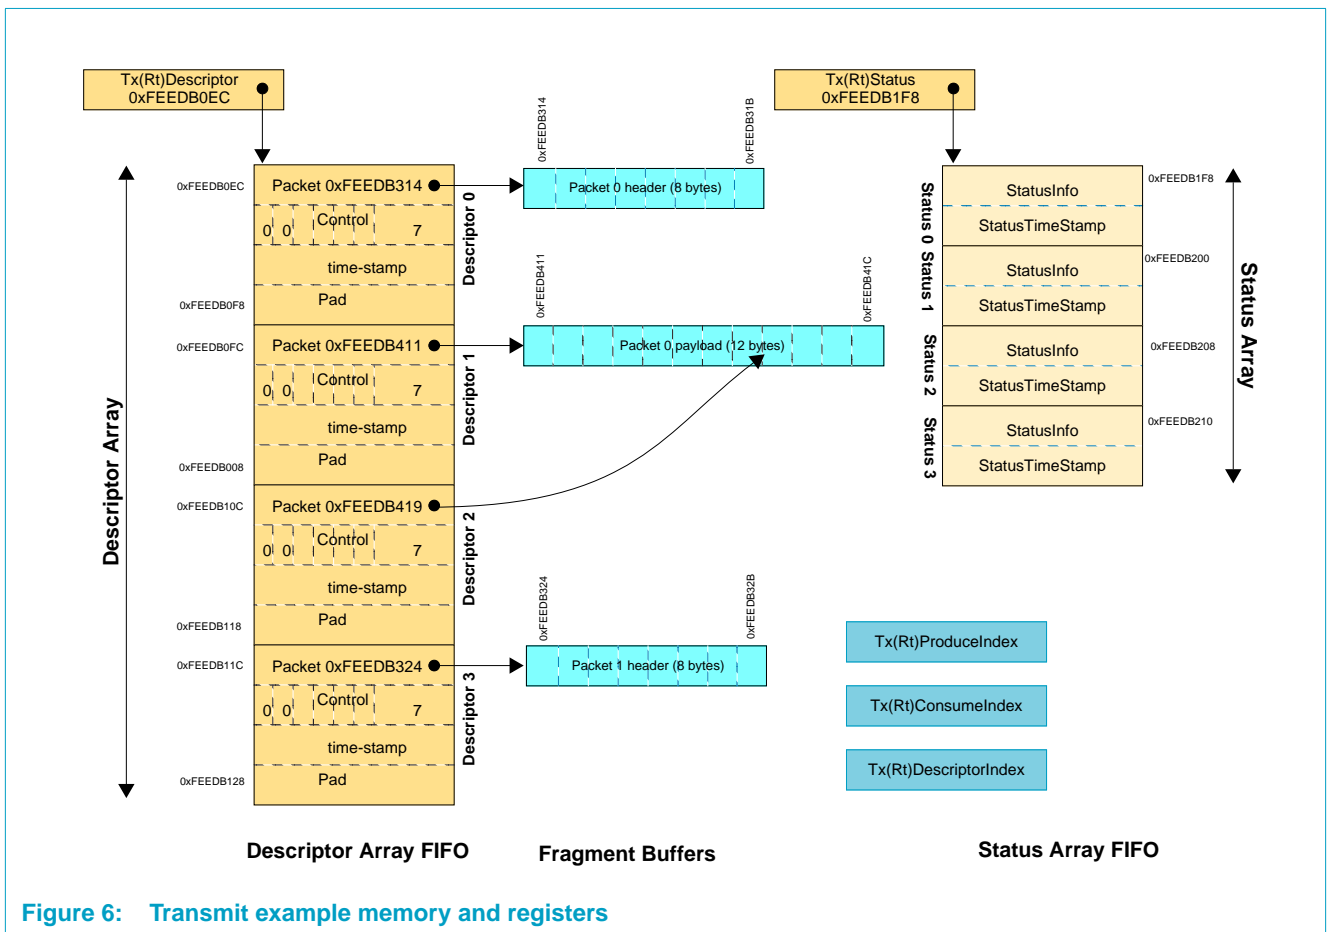 Tx(Rt)Descriptor
0xFEEDB0EC
Tx(Rt)Status
0xFEEDB1F8
0xFEEDB314
0xFEEDB31B
0xFEEDB0EC
Packet 0xFEEDB314
Control
0 0 7
time-stamp
Pad
0xFEEDB0F8
Descriptor 0
Packet 0 header (8 bytes)
0xFEEDB411
0xFEEDB41C
0xFEEDB0FC
Packet 0xFEEDB411
Control
0 0 7
time-stamp
Pad
0xFEEDB008
Descriptor 1
Packet 0 payload (12 bytes)
0xFEEDB10C
Packet 0xFEEDB419
Control
0 0 7
time-stamp
Pad
0xFEEDB118
Descriptor 2
0xFEEDB324
0xFEEDB32B
0xFEEDB11C
Packet 0xFEEDB324
Control
0 0 7
time-stamp
Pad
0xFEEDB128
Descriptor 3
Packet 1 header (8 bytes)
Descriptor Array
Status 0
StatusInfo
StatusTimeStamp
0xFEEDB1F8
Status 1
StatusInfo
StatusTimeStamp
0xFEEDB200
Status 2
StatusInfo
StatusTimeStamp
0xFEEDB208
Status 3
StatusInfo
StatusTimeStamp
0xFEEDB210
Status Array
Tx(Rt)ProduceIndex
Tx(Rt)ConsumeIndex
Tx(Rt)DescriptorIndex
Descriptor Array FIFO
Fragment Buffers
Status Array FIFO
Figure 6: Transmit example memory and registers